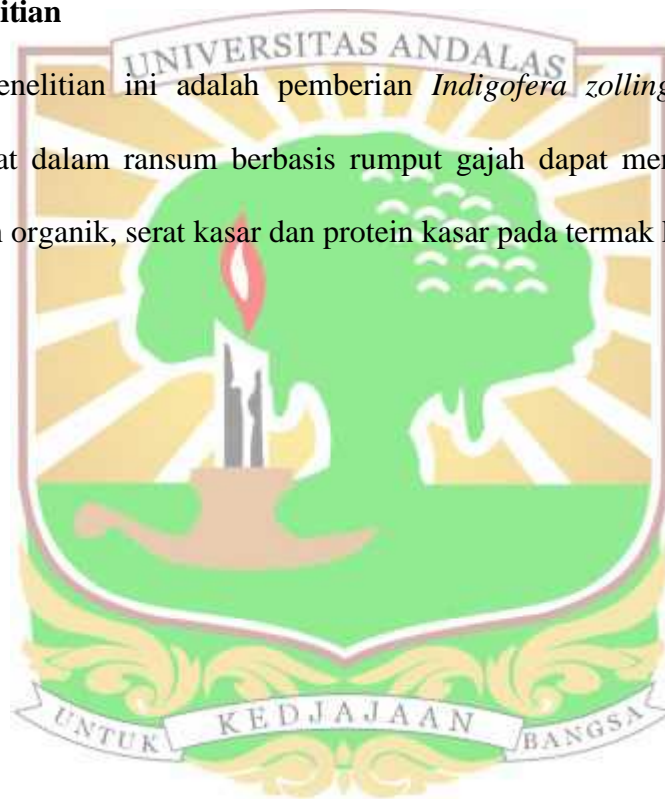 itian
UNIVERSITAS ANDALAS
enelitian ini adalah pemberian Indigofera zolling
at dalam ransum berbasis rumput gajah dapat mer
n organik, serat kasar dan protein kasar pada termak
UNTUK KEDJAJAAN BANGSA